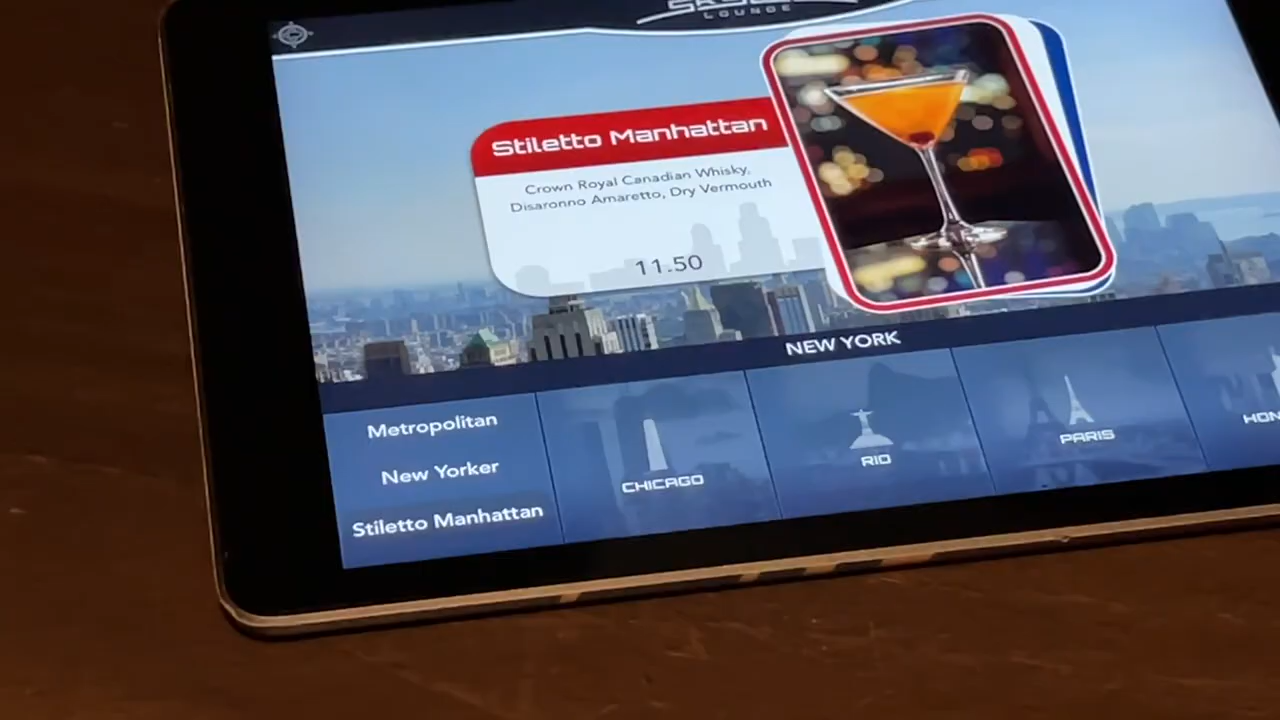 LOUNGE
Stiletto Manhattan
Crown Royal Canadian Whisky,
Disaronno Amaretto, Dry Vermouth
11.50
NEW YORK
Metropolitan
New Yorker
Stiletto Manhattan
CHICAGO
RIO
PARIS